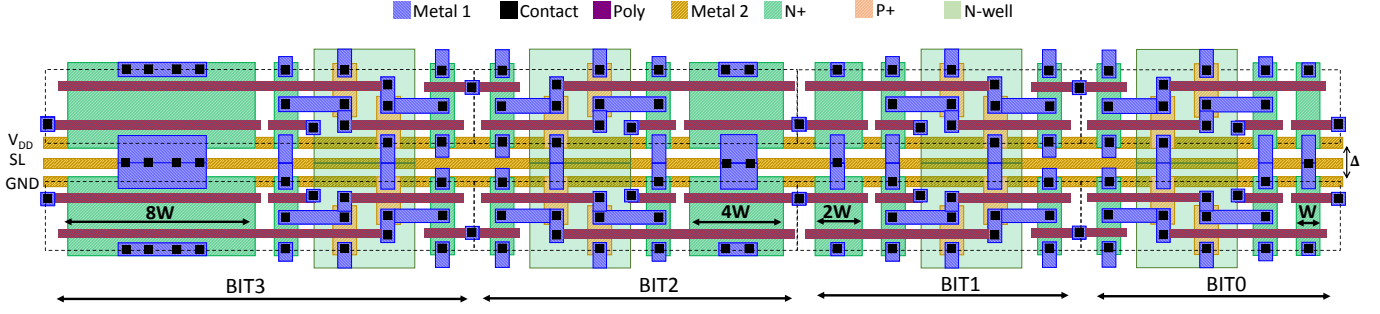 Metal 1 Contact Poly Metal 2 N+ P+ N-well
VDD
SL
GND
Δ
8W 4W 2W W
BIT3 BIT2 BIT1 BIT0